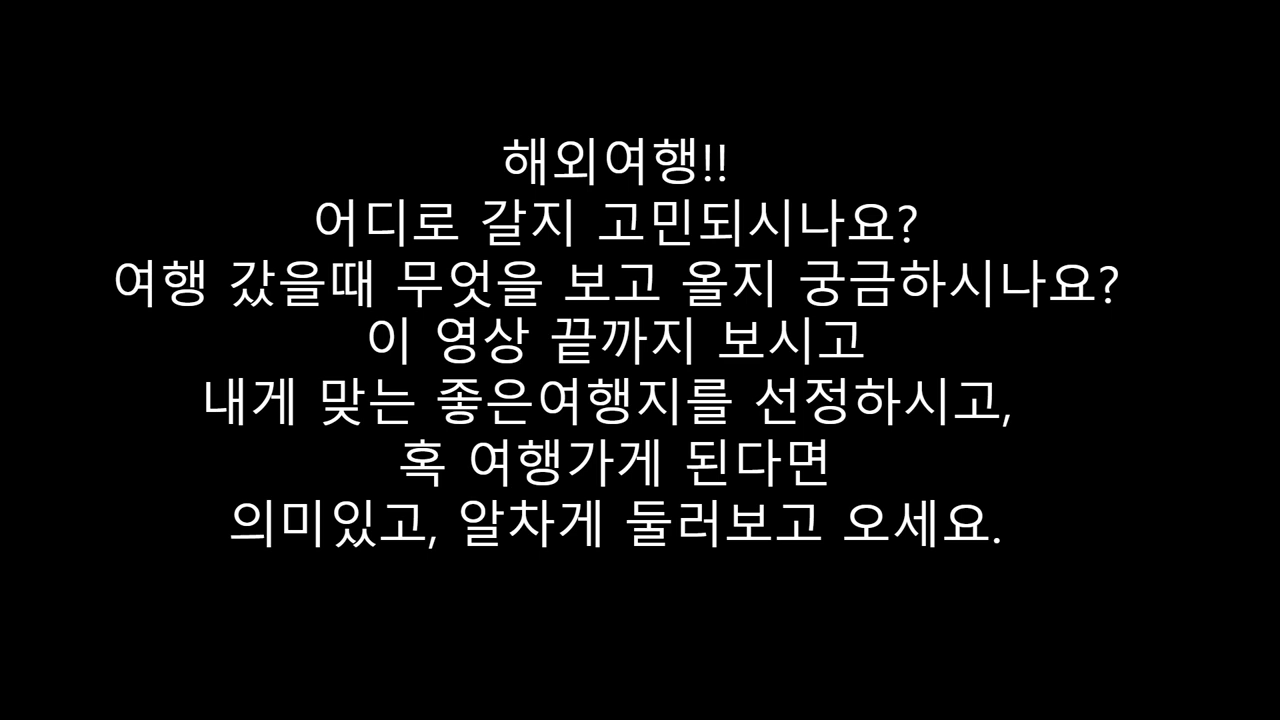 해외여행!!
어디로 갈지 고민되시나요?
여행 갔을때 무엇을 보고 올지 궁금하시나요?
이 영상 끝까지 보시고
내게 맞는 좋은여행지를 선정하시고,
혹 여행가게 된다면
의미있고, 알차게 둘러보고 오세요.